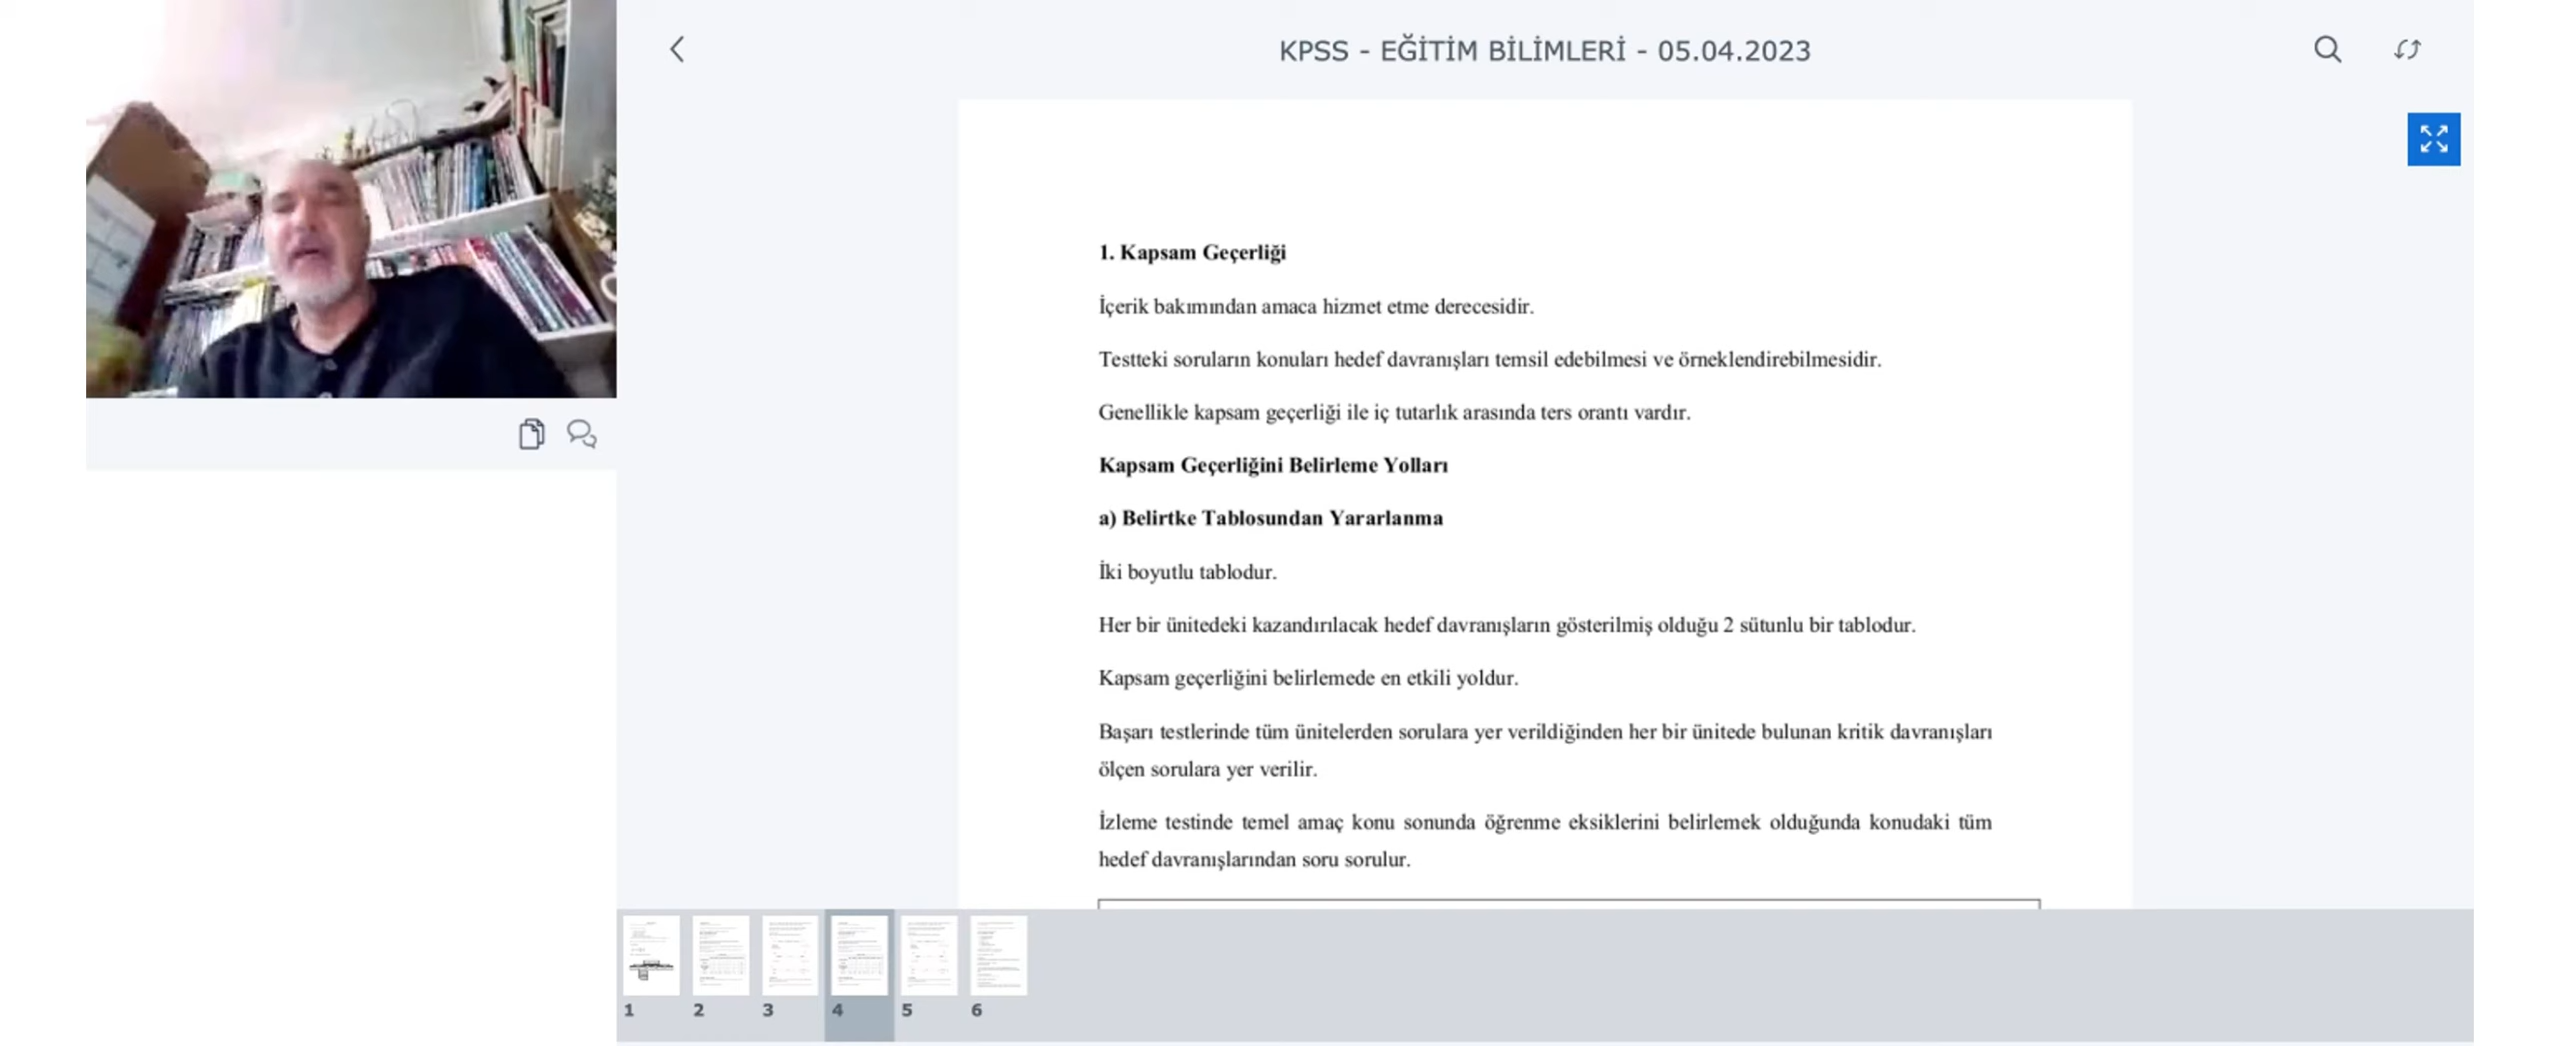 KPSS - EĞİTİM BİLİMLERİ - 05.04.2023
1. Kapsam Geçerliği
İçerik bakımından amaca hizmet etme derecesidir.
Testteki soruların konuları hedef davranışları temsil edebilmesi ve örneklendirebilmesidir.
Genellikle kapsam geçerliği ile iç tutarlık arasında ters orantı vardır.
Kapsam Geçerliğini Belirleme Yolları
a) Belirtke Tablosundan Yararlanma
İki boyutlu tablodur.
Her bir ünitedeki kazandırılacak hedef davranışların gösterilmiş olduğu 2 sütunlu bir tablodur.
Kapsam geçerliğini belirlemede en etkili yoldur.
Başarı testlerinde tüm ünitelerden sorulara yer verildiğinden her bir ünitede bulunan kritik davranışları
ölçen sorulara yer verilir.
İzleme testinde temel amaç konu sonunda öğrenme eksiklerini belirlemek olduğunda konudaki tüm
hedef davranışlarından soru sorulur.
1 2 3 4 5 6